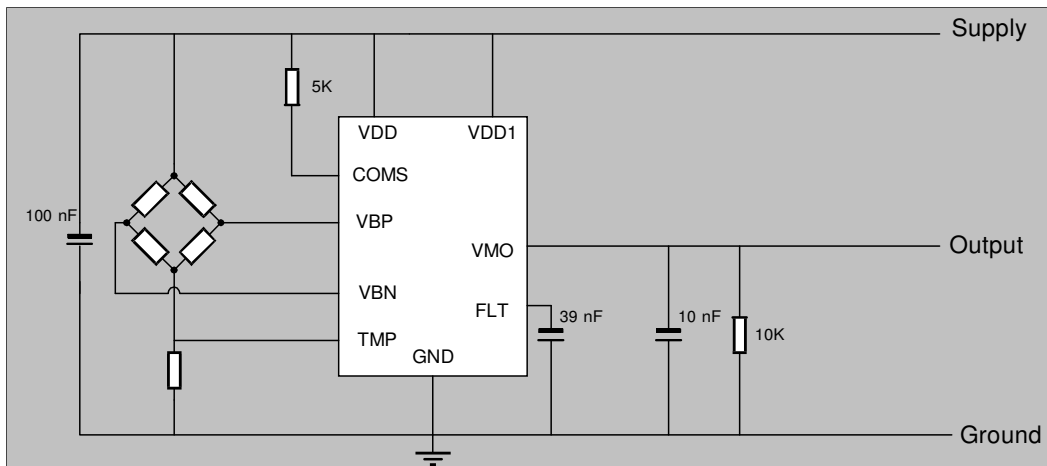 Supply
5K
VDD VDD1
COMS
100 nF
VBP
VMO
Output
VBN
FLT
39 nF
10 nF
TMP
10K
GND
Ground